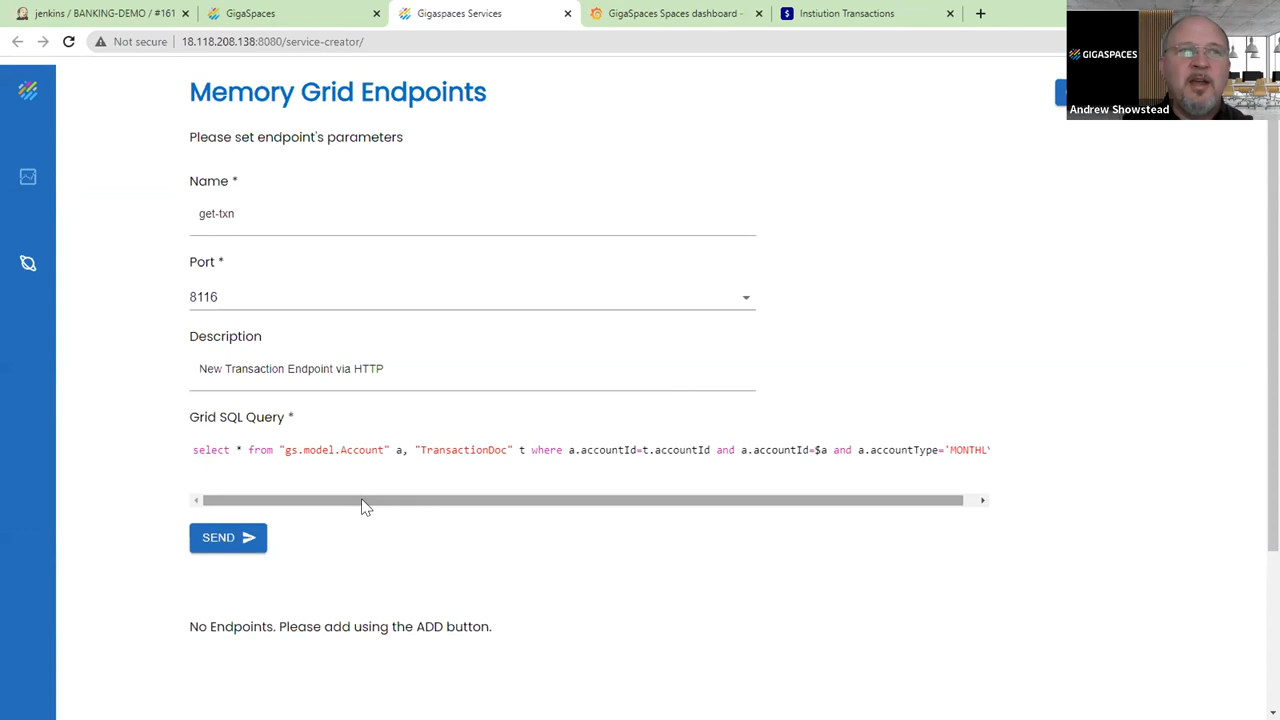 jenkins / BANKING-DEMO / #161
GigaSpaces
Gigaspaces Services
GigaSpaces Spaces dashboard -
$ Instiution Transactions
Not secure | 18.118.208.138:8080/service-creator/
GIGASPACES
Andrew Showstead
Memory Grid Endpoints
Please set endpoint's parameters
Name *
get-txn
Port *
8116
Description
New Transaction Endpoint via HTTP
Grid SQL Query *
select * from "gs.model.Account" a, "TransactionDoc" t where a.accountId=t.accountId and a.accountId=$a and a.accountType='MONTHLY
SEND
No Endpoints. Please add using the ADD button.